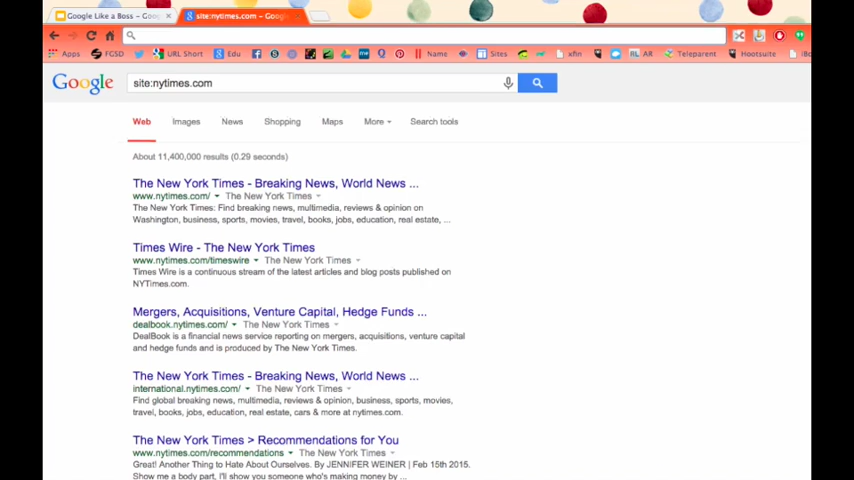 Google Like a Boss – Goo
site:nytimes.com – Google
Apps FGSD URL Short Edu Name Sites xfin RL AR Teleparent Hootsuite
Google site:nytimes.com
Web Images News Shopping Maps More Search tools
About 11,400,000 results (0.29 seconds)
The New York Times - Breaking News, World News ...
www.nytimes.com/ The New York Times
The New York Times: Find breaking news, multimedia, reviews & opinion on
Washington, business, sports, movies, travel, books, jobs, education, real estate, ...
Times Wire - The New York Times
www.nytimes.com/timeswire The New York Times
Times Wire is a continuous stream of the latest articles and blog posts published on
NYTimes.com.
Mergers, Acquisitions, Venture Capital, Hedge Funds ...
dealbook.nytimes.com/ The New York Times
DealBook is a financial news service reporting on mergers, acquisitions, venture capital
and hedge funds and is produced by The New York Times.
The New York Times - Breaking News, World News ...
international.nytimes.com/ The New York Times
Find global breaking news, multimedia, reviews & opinion, business, sports, movies,
travel, books, jobs, education, real estate, cars & more at nytimes.com.
The New York Times > Recommendations for You
www.nytimes.com/recommendations The New York Times
Great! Another Thing to Hate About Ourselves. By JENNIFER WEINER | Feb 15th 2015.
Show me a body part, I'll show you someone who's making money by ...